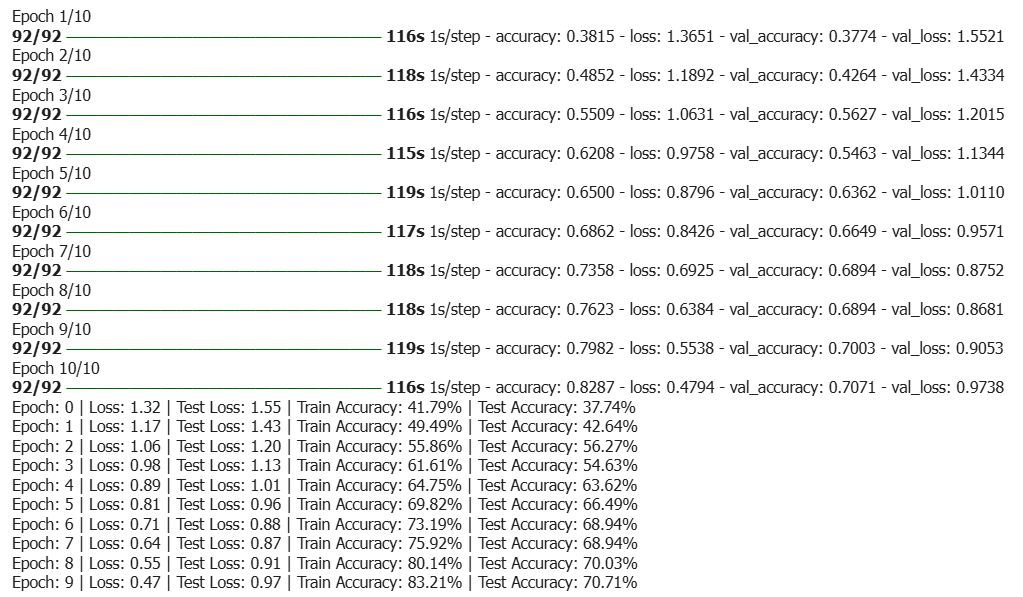 Epoch 1/10
92/92 ━━━━━━━━━━━━━━━━━━━━ 116s 1s/step - accuracy: 0.3815 - loss: 1.3651 - val_accuracy: 0.3774 - val_loss: 1.5521
Epoch 2/10
92/92 ━━━━━━━━━━━━━━━━━━━━ 118s 1s/step - accuracy: 0.4852 - loss: 1.1892 - val_accuracy: 0.4264 - val_loss: 1.4334
Epoch 3/10
92/92 ━━━━━━━━━━━━━━━━━━━━ 116s 1s/step - accuracy: 0.5509 - loss: 1.0631 - val_accuracy: 0.5627 - val_loss: 1.2015
Epoch 4/10
92/92 ━━━━━━━━━━━━━━━━━━━━ 115s 1s/step - accuracy: 0.6208 - loss: 0.9758 - val_accuracy: 0.5463 - val_loss: 1.1344
Epoch 5/10
92/92 ━━━━━━━━━━━━━━━━━━━━ 119s 1s/step - accuracy: 0.6500 - loss: 0.8796 - val_accuracy: 0.6362 - val_loss: 1.0110
Epoch 6/10
92/92 ━━━━━━━━━━━━━━━━━━━━ 117s 1s/step - accuracy: 0.6862 - loss: 0.8426 - val_accuracy: 0.6649 - val_loss: 0.9571
Epoch 7/10
92/92 ━━━━━━━━━━━━━━━━━━━━ 118s 1s/step - accuracy: 0.7358 - loss: 0.6925 - val_accuracy: 0.6894 - val_loss: 0.8752
Epoch 8/10
92/92 ━━━━━━━━━━━━━━━━━━━━ 118s 1s/step - accuracy: 0.7623 - loss: 0.6384 - val_accuracy: 0.6894 - val_loss: 0.8681
Epoch 9/10
92/92 ━━━━━━━━━━━━━━━━━━━━ 119s 1s/step - accuracy: 0.7982 - loss: 0.5538 - val_accuracy: 0.7003 - val_loss: 0.9053
Epoch 10/10
92/92 ━━━━━━━━━━━━━━━━━━━━ 116s 1s/step - accuracy: 0.8287 - loss: 0.4794 - val_accuracy: 0.7071 - val_loss: 0.9738
Epoch: 0 | Loss: 1.32 | Test Loss: 1.55 | Train Accuracy: 41.79% | Test Accuracy: 37.74%
Epoch: 1 | Loss: 1.17 | Test Loss: 1.43 | Train Accuracy: 49.49% | Test Accuracy: 42.64%
Epoch: 2 | Loss: 1.06 | Test Loss: 1.20 | Train Accuracy: 55.86% | Test Accuracy: 56.27%
Epoch: 3 | Loss: 0.98 | Test Loss: 1.13 | Train Accuracy: 61.61% | Test Accuracy: 54.63%
Epoch: 4 | Loss: 0.89 | Test Loss: 1.01 | Train Accuracy: 64.75% | Test Accuracy: 63.62%
Epoch: 5 | Loss: 0.81 | Test Loss: 0.96 | Train Accuracy: 69.82% | Test Accuracy: 66.49%
Epoch: 6 | Loss: 0.71 | Test Loss: 0.88 | Train Accuracy: 73.19% | Test Accuracy: 68.94%
Epoch: 7 | Loss: 0.64 | Test Loss: 0.87 | Train Accuracy: 75.92% | Test Accuracy: 68.94%
Epoch: 8 | Loss: 0.55 | Test Loss: 0.91 | Train Accuracy: 80.14% | Test Accuracy: 70.03%
Epoch: 9 | Loss: 0.47 | Test Loss: 0.97 | Train Accuracy: 83.21% | Test Accuracy: 70.71%